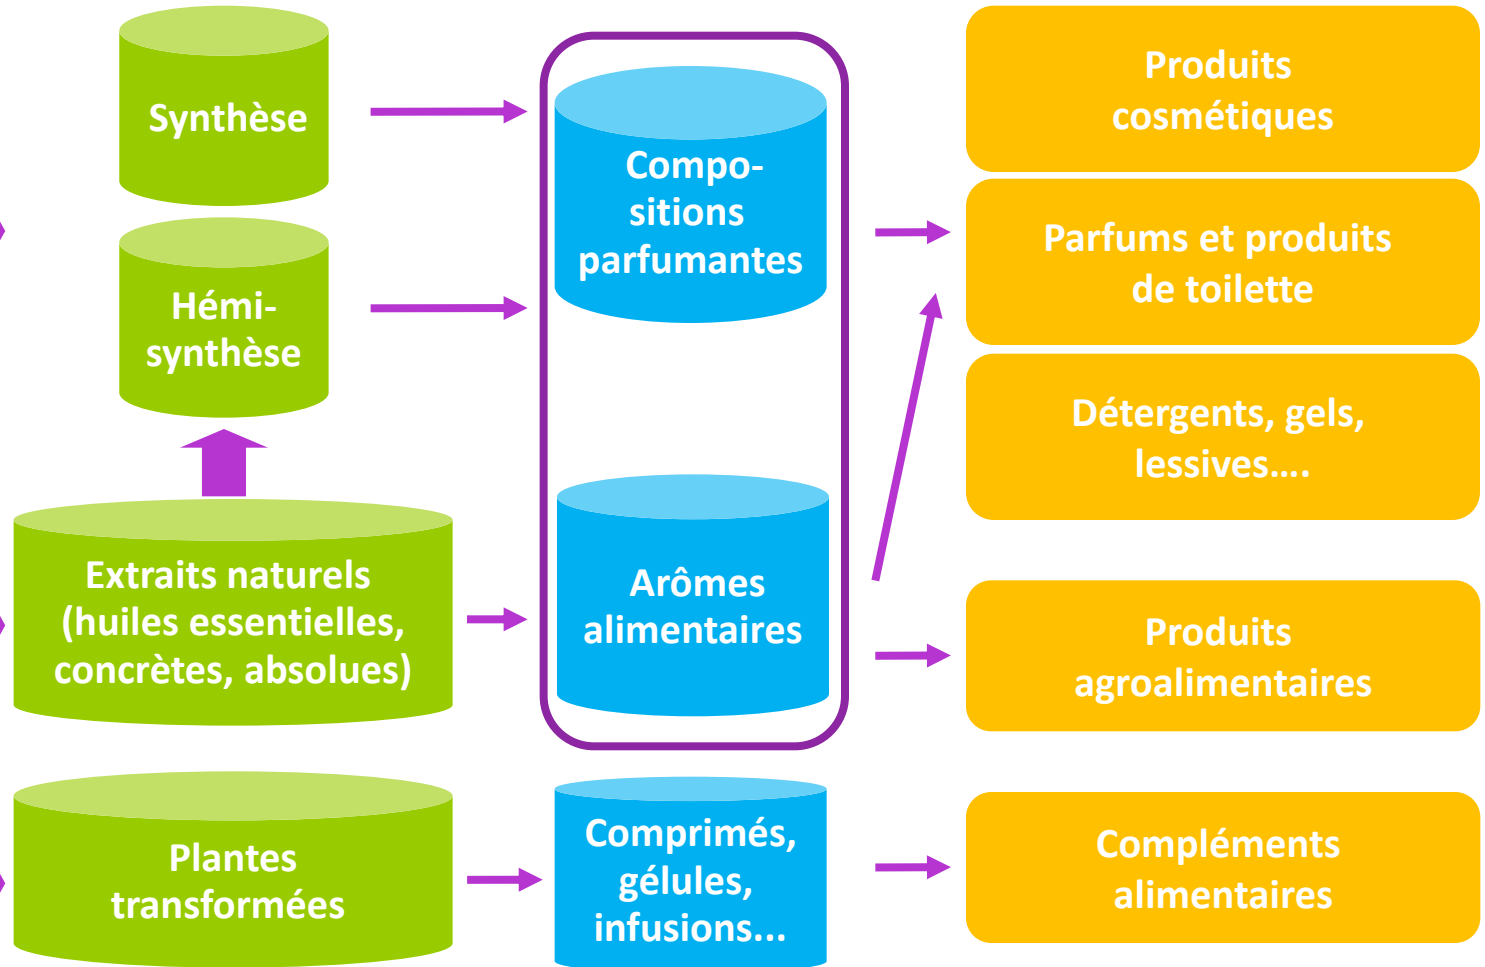 Synthèse
Hémi-
synthèse
Extraits naturels
(huiles essentielles,
concrètes, absolues)
Plantes
transformées
Compo-
sitions
parfumantes
Arômes
alimentaires
Comprimés,
gélules,
infusions...
Produits
cosmétiques
Parfums et produits
de toilette
Détergents, gels,
lessives....
Produits
agroalimentaires
Compléments
alimentaires